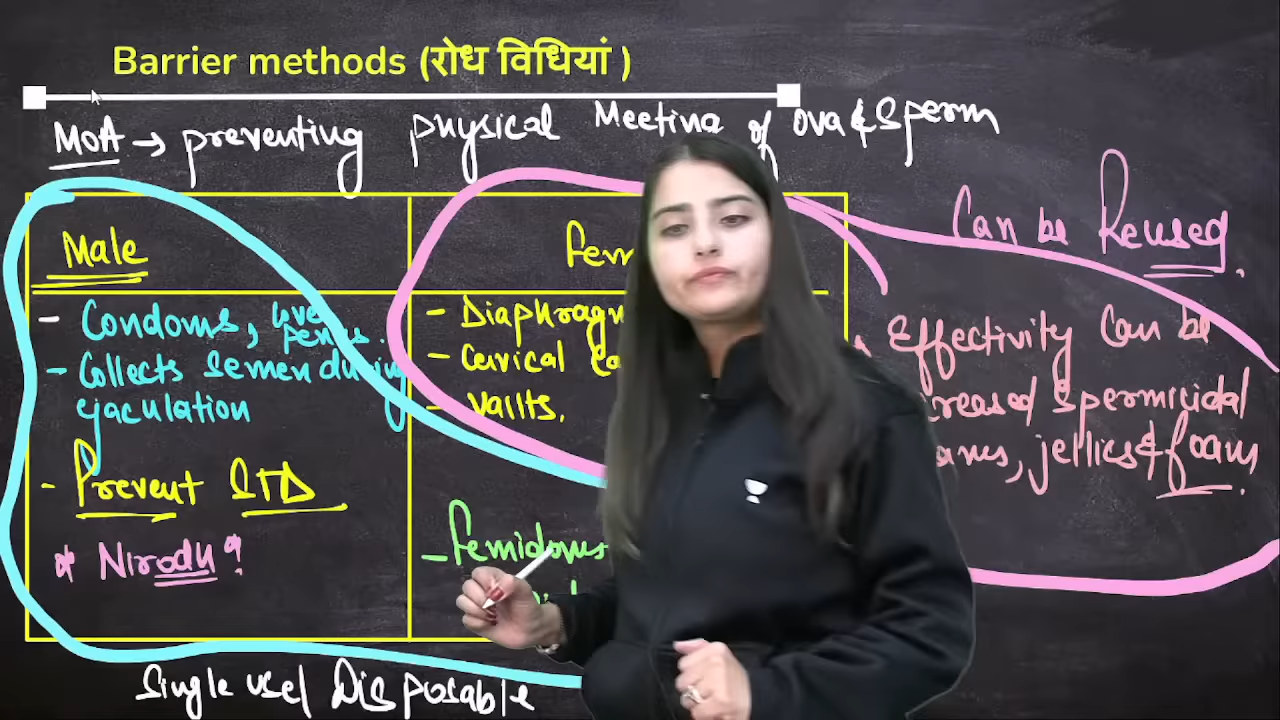 Barrier methods (रोध विधियां )
MOA → preventing physical Meeting of Ova & Sperm
Can be Reused.
Male
- Condoms, over penis.
- Collects semen during
ejaculation
- Prevent STD
* Nirodh
- Diaphragm
- Cervical
- Vallts.
Effectivity can be
spermicidal
jellies & foam
- Femidoms
Single use/ Disposable